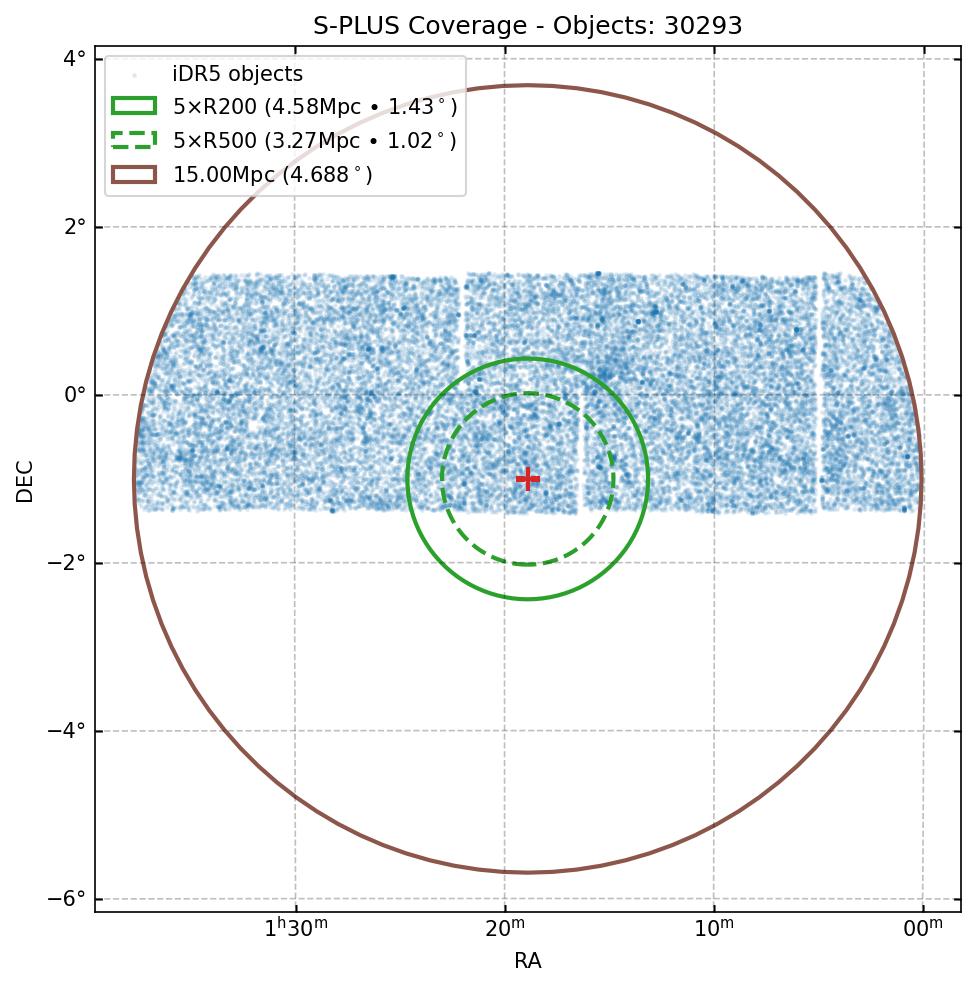 S-PLUS Coverage - Objects: 30293
iDR5 objects
5×R200 (4.58Mpc • 1.43°)
5×R500 (3.27Mpc • 1.02°)
15.00Mpc (4.688°)
4°
2°
0°
−2°
−4°
−6°
DEC
1ʰ30ᵐ 20ᵐ 10ᵐ 00ᵐ
RA